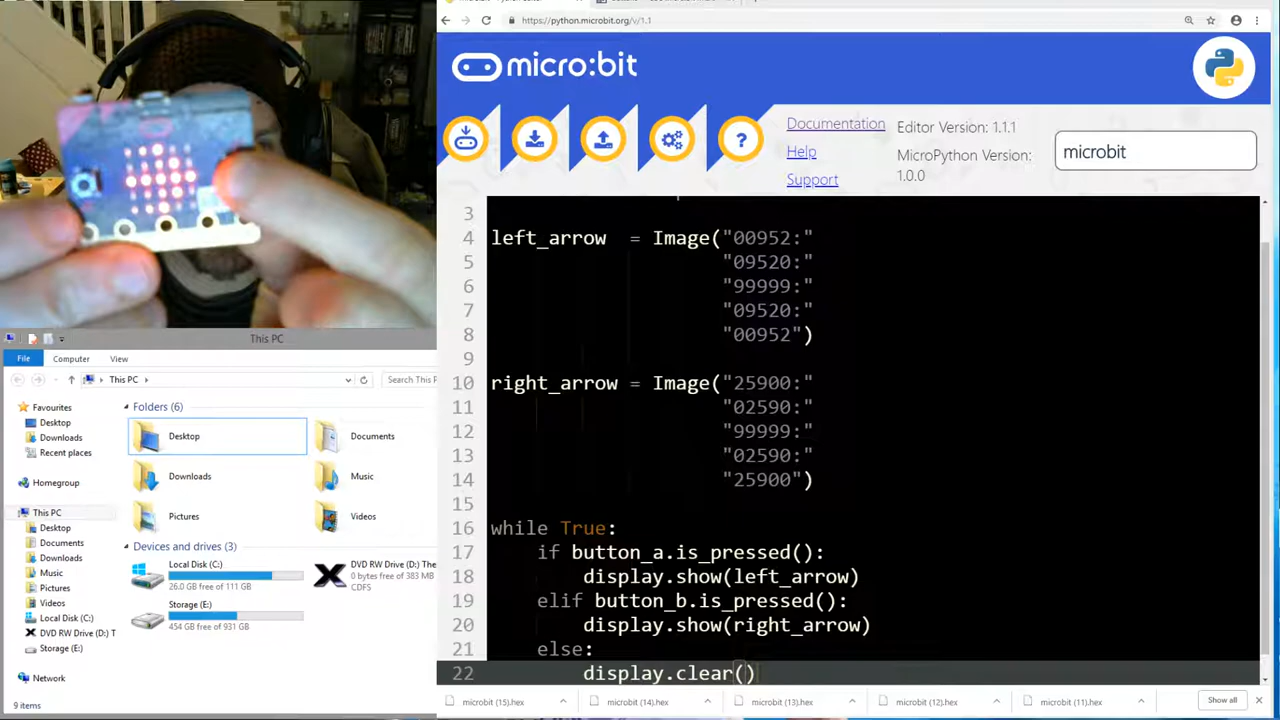 https://python.microbit.org/v/1.1
micro:bit
Documentation
Help
Support
Editor Version: 1.1.1
MicroPython Version:
1.0.0
microbit
?
3
4 left_arrow = Image("00952:"
5 "09520:"
6 "99999:"
7 "09520:"
8 "00952")
9
10 right_arrow = Image("25900:"
11 "02590:"
12 "99999:"
13 "02590:"
14 "25900")
15
16 while True:
17 if button_a.is_pressed():
18 display.show(left_arrow)
19 elif button_b.is_pressed():
20 display.show(right_arrow)
21 else:
22 display.clear()
microbit (15).hex
microbit (14).hex
microbit (13).hex
microbit (12).hex
microbit (11).hex
Show all
This PC
File
Computer
View
This PC
Search This P
Favourites
Desktop
Downloads
Recent places
Homegroup
This PC
Desktop
Documents
Downloads
Music
Pictures
Videos
Local Disk (C:)
DVD RW Drive (D:) T
Storage (E:)
Network
Folders (6)
Desktop
Documents
Downloads
Music
Pictures
Videos
Devices and drives (3)
Local Disk (C:)
26.0 GB free of 111 GB
DVD RW Drive (D:) The
0 bytes free of 383 MB
CDFS
Storage (E:)
454 GB free of 931 GB
9 items